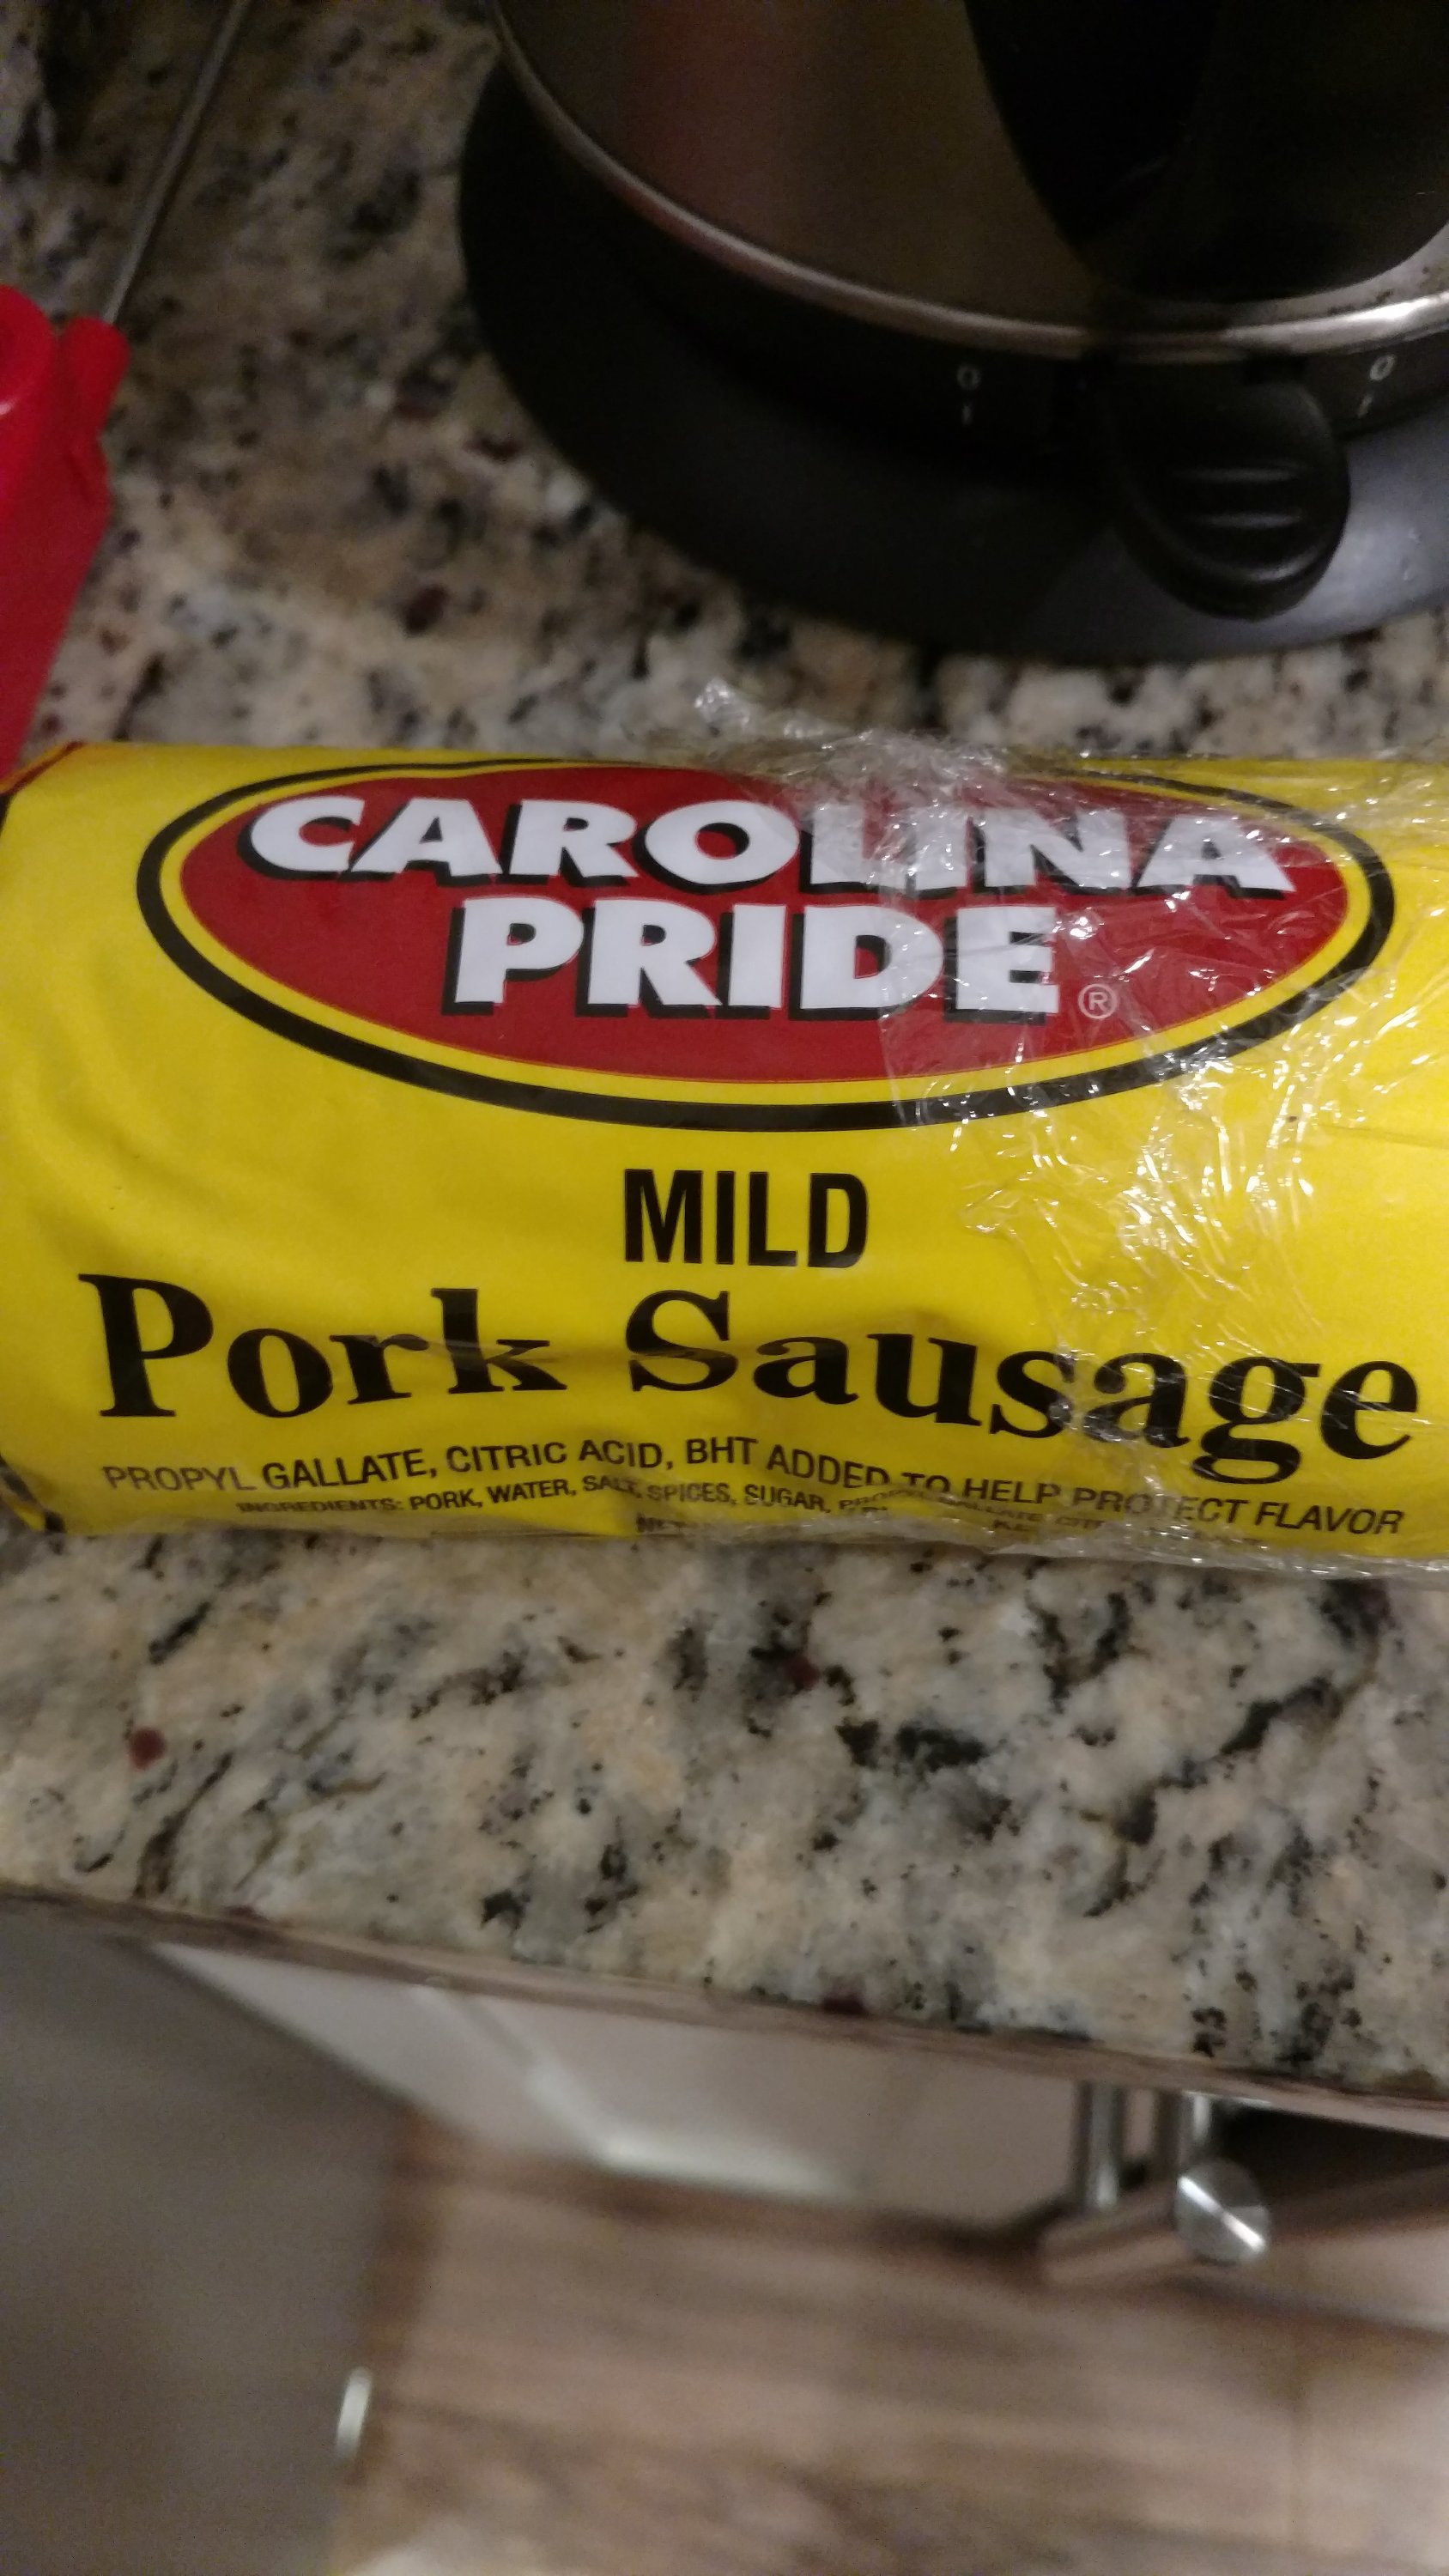 CAROLINA
PRIDE®
MILD
Pork Sausage
PROPYL GALLATE, CITRIC ACID, BHT ADDED TO HELP PROTECT FLAVOR
INGREDIENTS: PORK, WATER, SALT, SPICES, SUGAR,